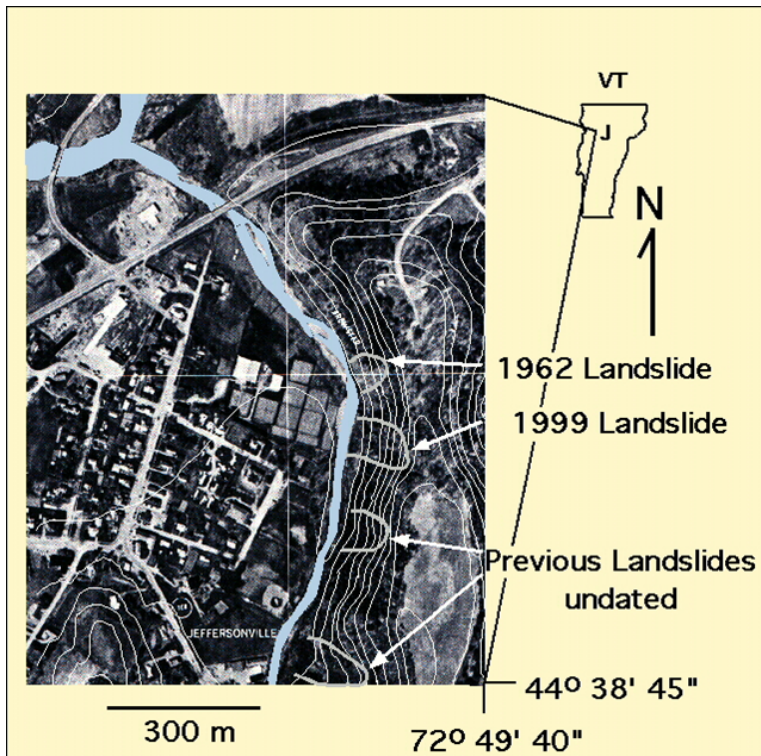 VT
J
N
1962 Landslide
1999 Landslide
Previous Landslides
undated
JEFFERSONVILLE
44º 38' 45"
300 m
72º 49' 40"